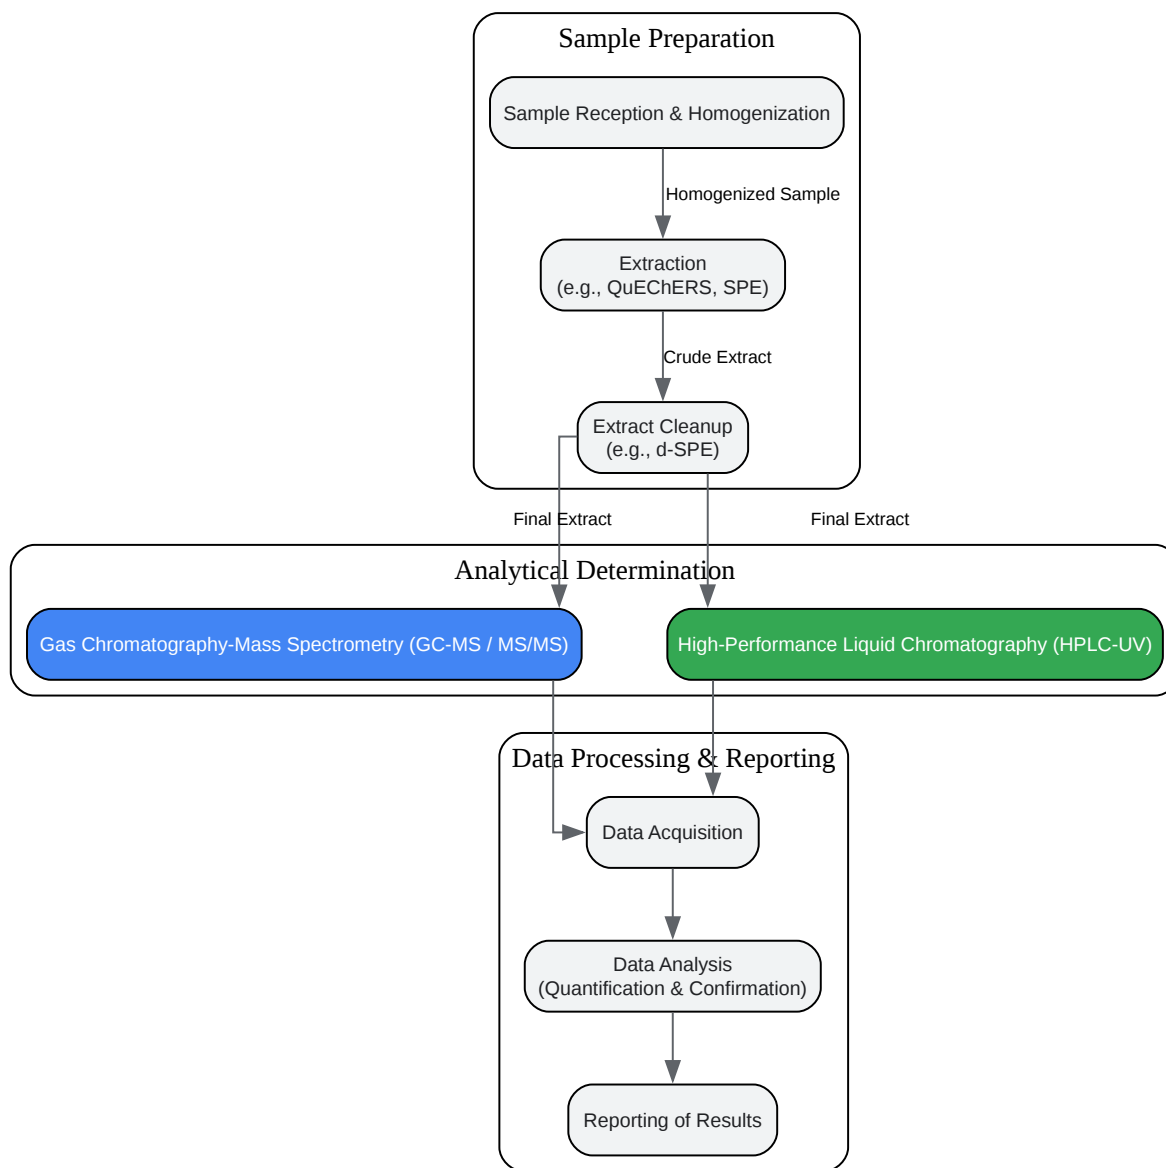 Sample Preparation
Sample Reception & Homogenization
Homogenized Sample
Extraction
(e.g., QuEChERS, SPE)
Crude Extract
Extract Cleanup
(e.g., d-SPE)
Final Extract
Final Extract
Analytical Determination
Gas Chromatography-Mass Spectrometry (GC-MS / MS/MS)
High-Performance Liquid Chromatography (HPLC-UV)
Data Processing & Reporting
Data Acquisition
Data Analysis
(Quantification & Confirmation)
Reporting of Results